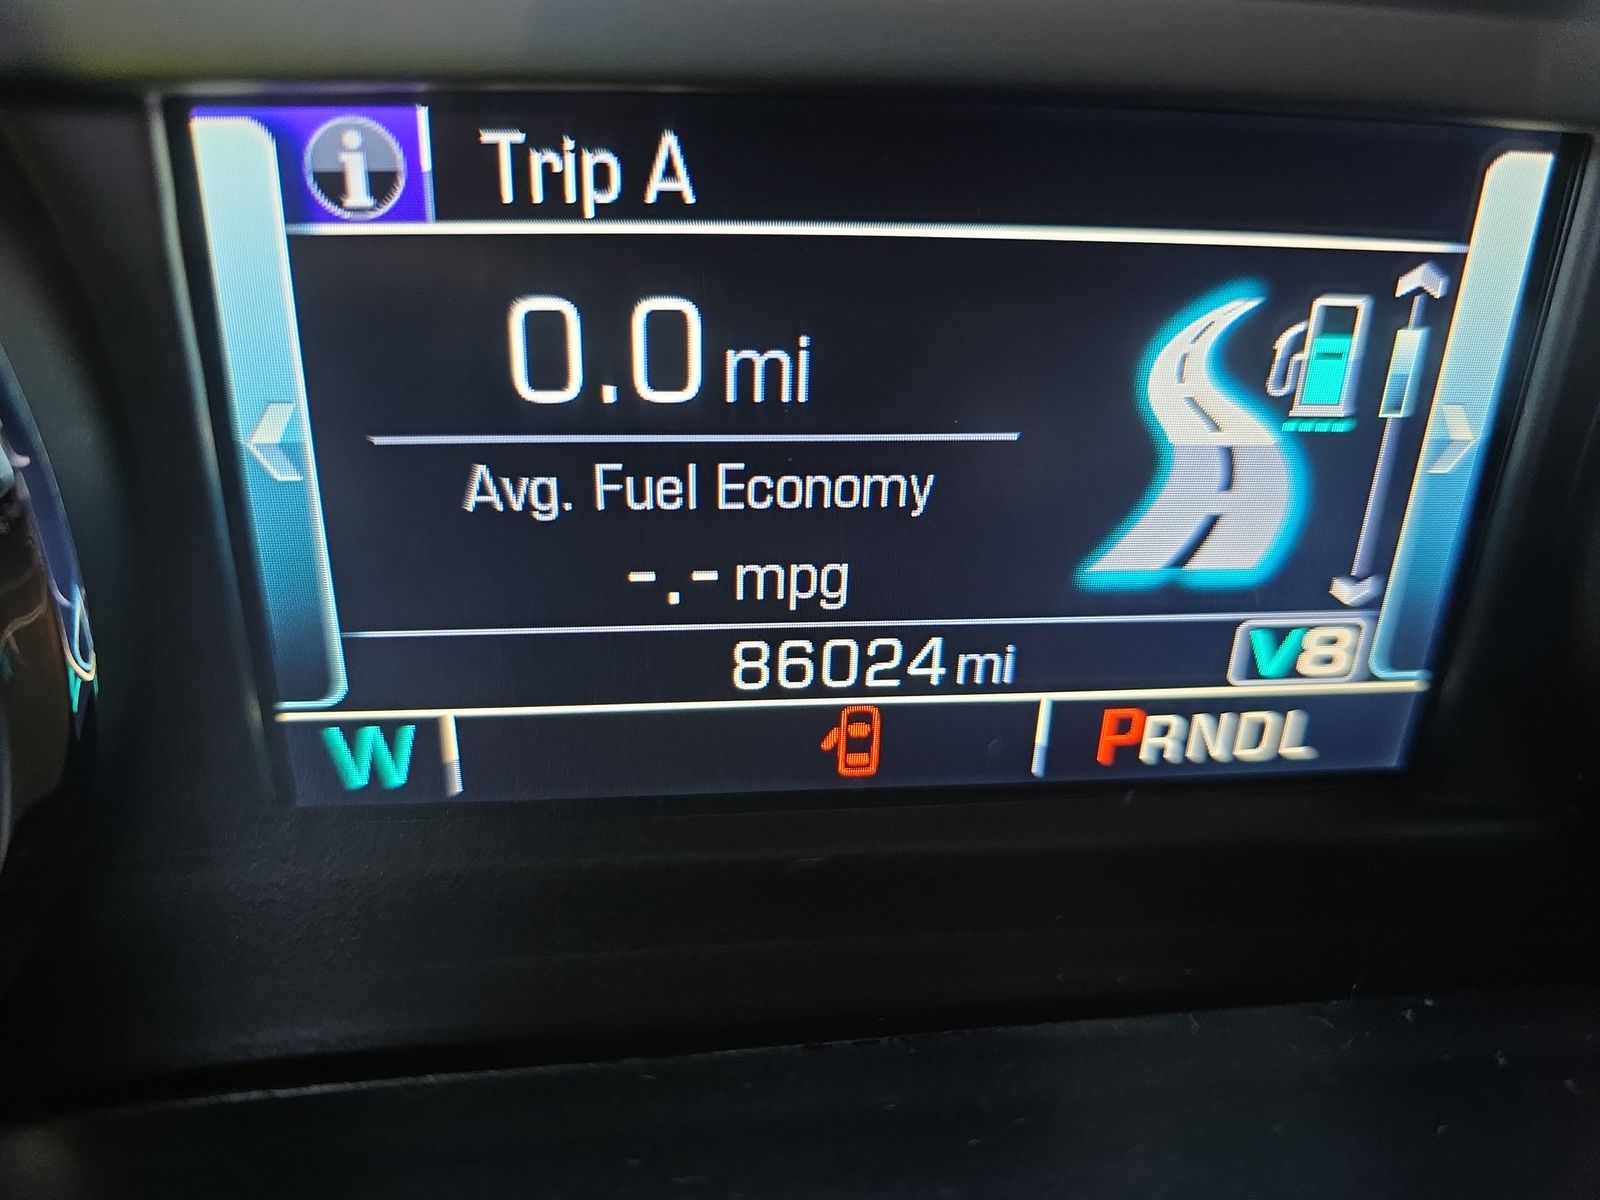 i Trip A
0.0 mi
Avg. Fuel Economy
-.- mpg
86024 mi V8
W PRNDL